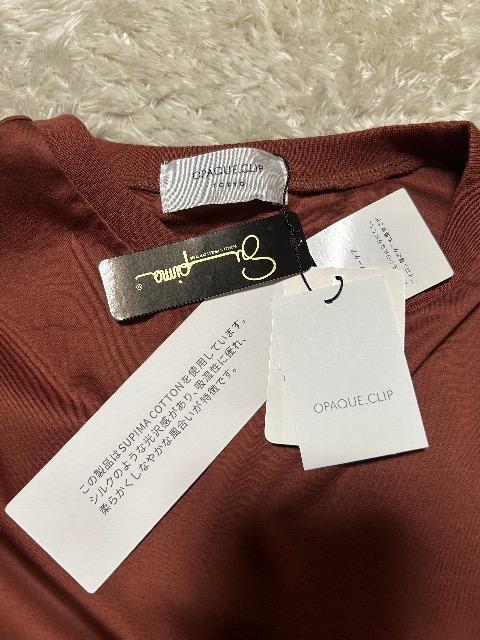 OPAQUE.CLIP
TOKYO
Supima
®
OPAQUE.CLIP
この製品はSUPIMA COTTONを使用しています。
シルクのような光沢感があり、吸湿性に優れ、
柔らかくしなやかな風合いが特徴です。